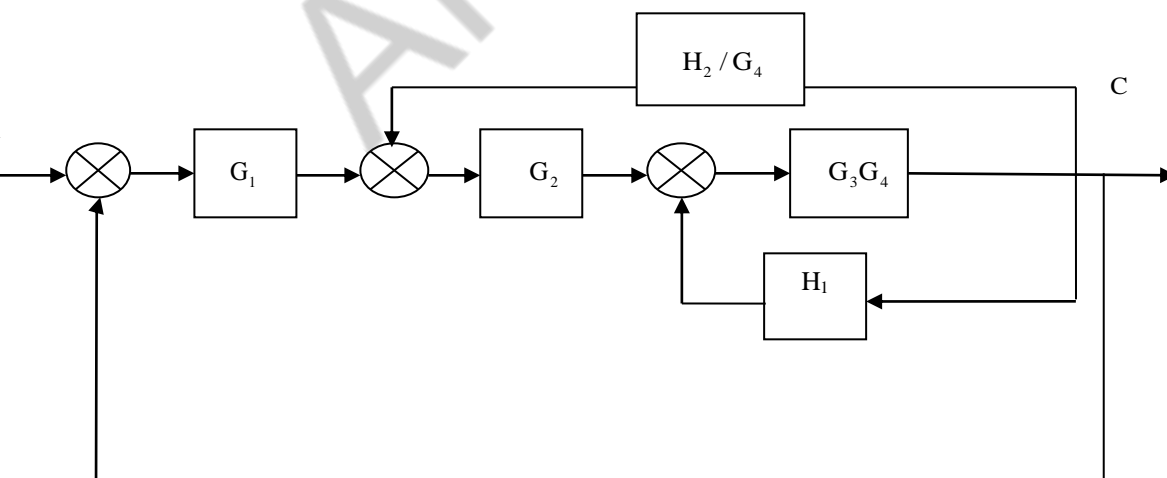 H₂ / G₄
C
G₁
G₂
G₃G₄
H₁